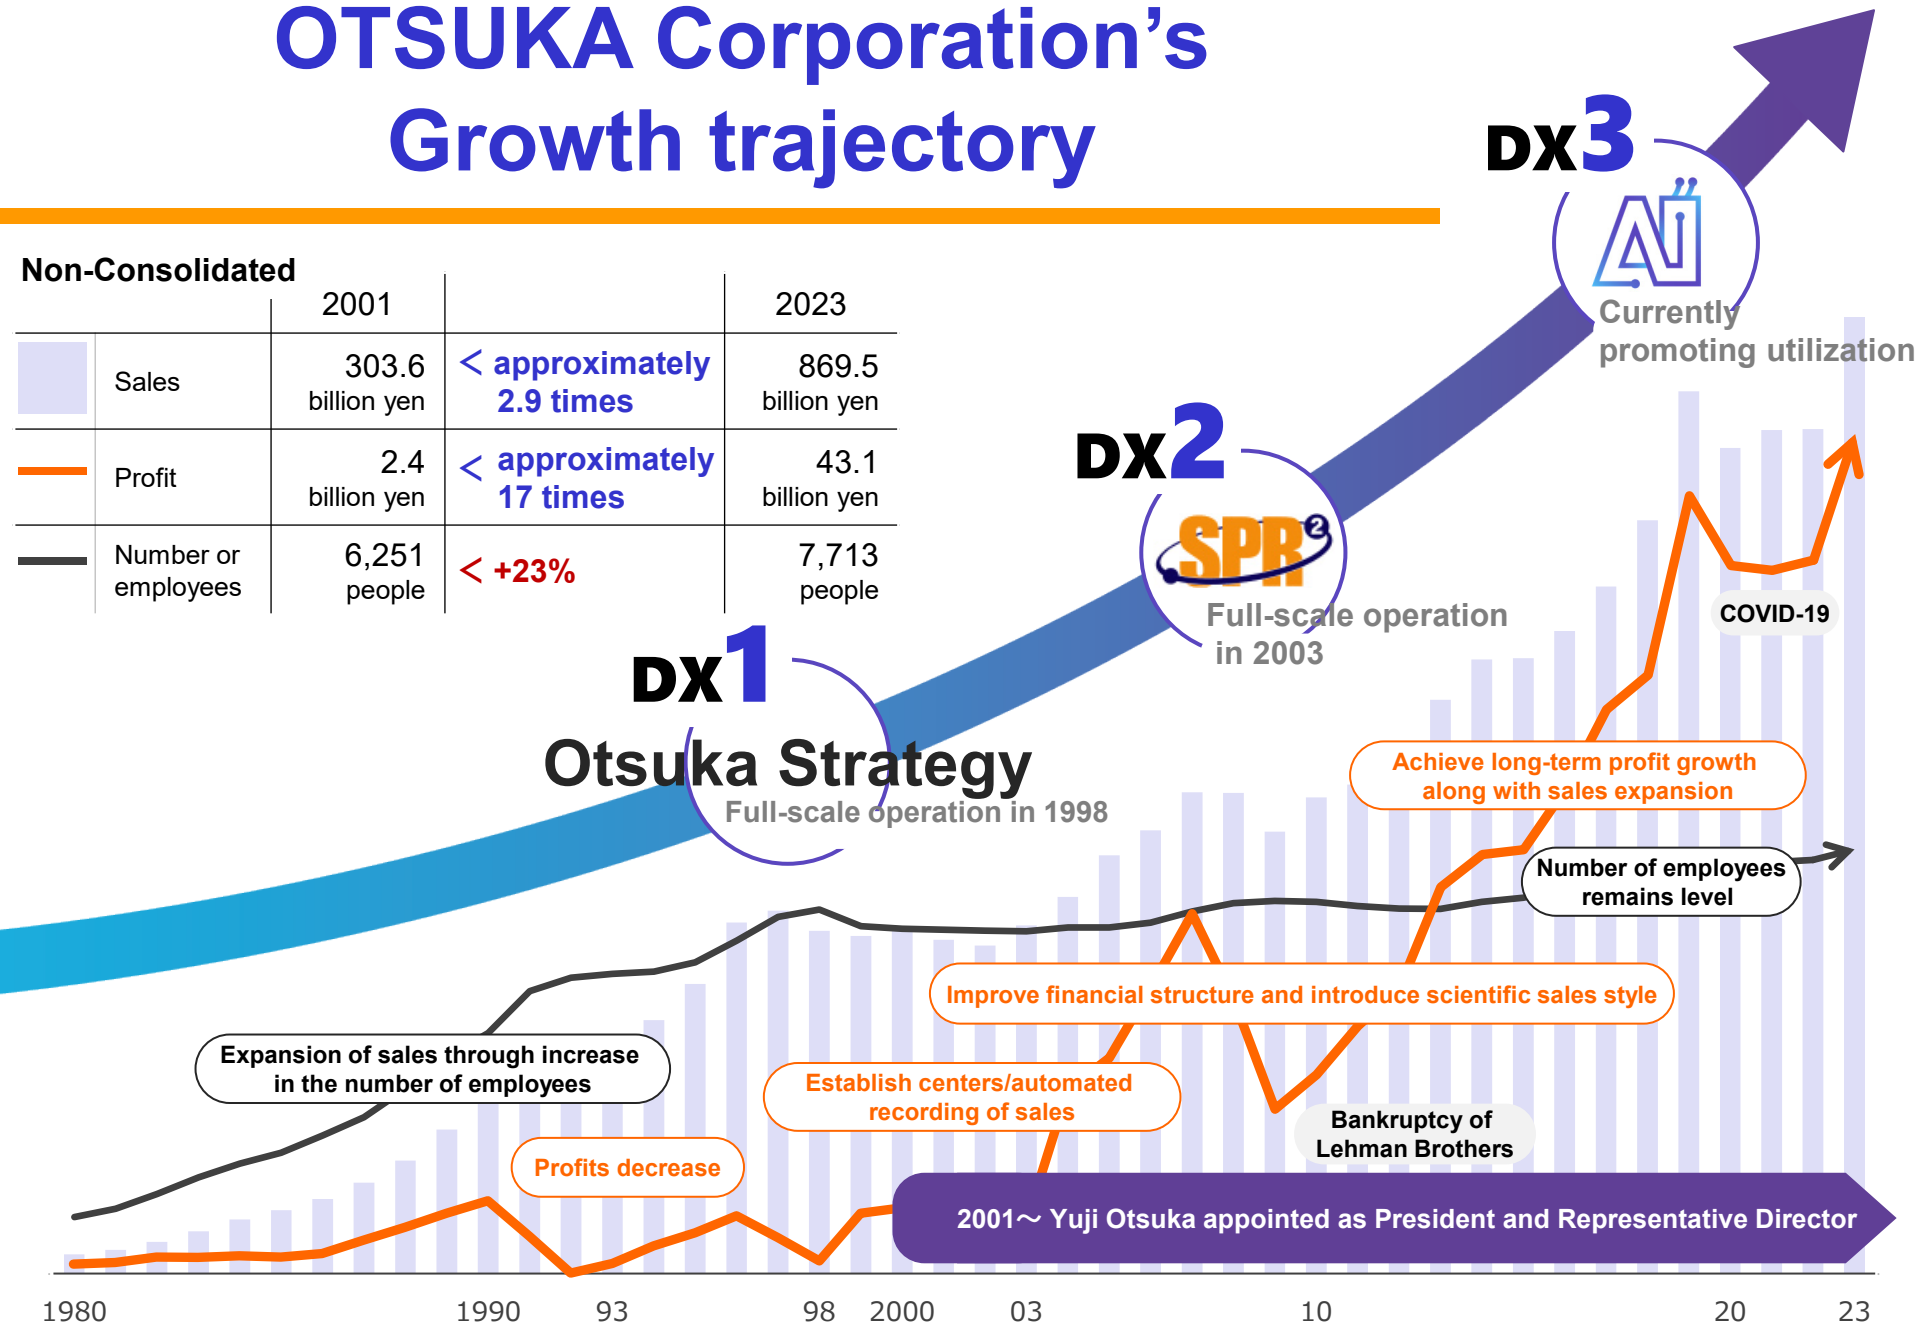 OTSUKA Corporation's
Growth trajectory
Non-Consolidated
2001
2023
Sales
303.6
billion yen
< approximately
2.9 times
869.5
billion yen
Profit
2.4
billion yen
< approximately
17 times
43.1
billion yen
Number or
employees
6,251
people
< +23%
7,713
people
DX3
AI
Currently
promoting utilization
DX2
SPR2
Full-scale operation
in 2003
DX1
Otsuka Strategy
Full-scale operation in 1998
COVID-19
Achieve long-term profit growth
along with sales expansion
Number of employees
remains level
Improve financial structure and introduce scientific sales style
Expansion of sales through increase
in the number of employees
Establish centers/automated
recording of sales
Bankruptcy of
Lehman Brothers
Profits decrease
2001～ Yuji Otsuka appointed as President and Representative Director
1980 1990 93 98 2000 03 10 20 23